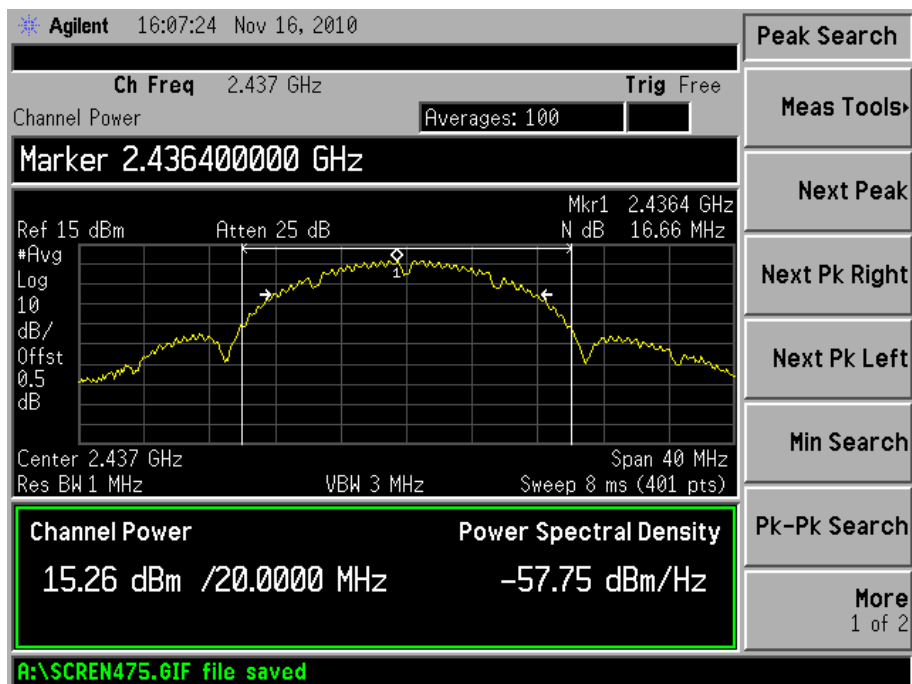 Agilent 16:07:24 Nov 16, 2010
Peak Search
Ch Freq 2.437 GHz Trig Free
Channel Power Averages: 100
Meas Tools
Marker 2.436400000 GHz
Next Peak
Mkr1 2.4364 GHz
Ref 15 dBm Atten 25 dB N dB 16.66 MHz
#Avg
Log
10
dB/
Offst
0.5
dB
1
Next Pk Right
Next Pk Left
Center 2.437 GHz Span 40 MHz
Res BW 1 MHz VBW 3 MHz Sweep 8 ms (401 pts)
Min Search
Channel Power Power Spectral Density
15.26 dBm /20.0000 MHz -57.75 dBm/Hz
Pk-Pk Search
More
1 of 2
A:\SCREN475.GIF file saved